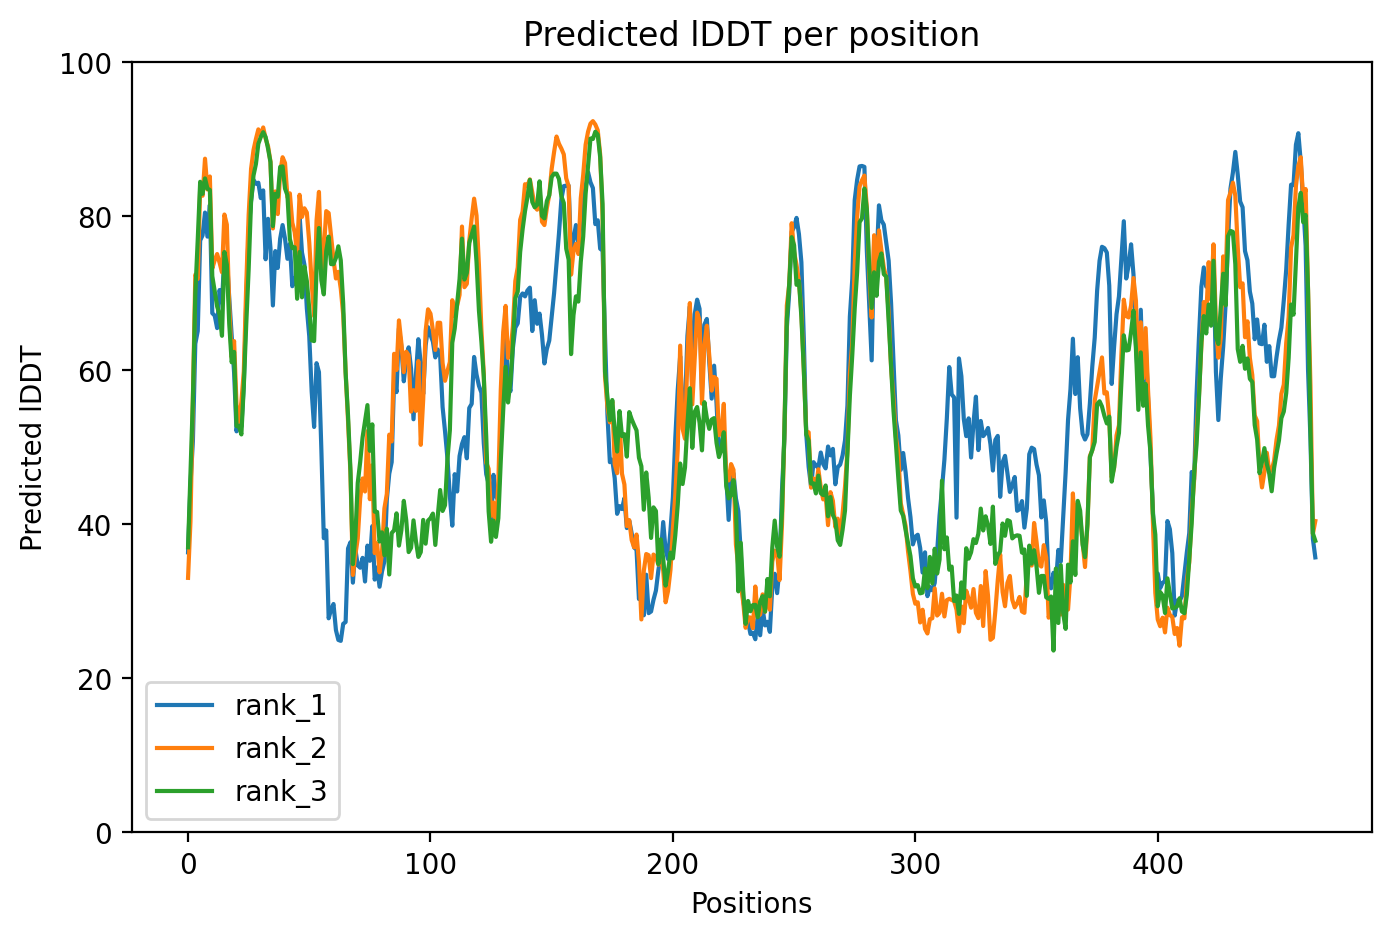 Predicted lDDT per position
100
80
60
40
20
0
Predicted lDDT
rank_1
rank_2
rank_3
0
100
200
300
400
Positions